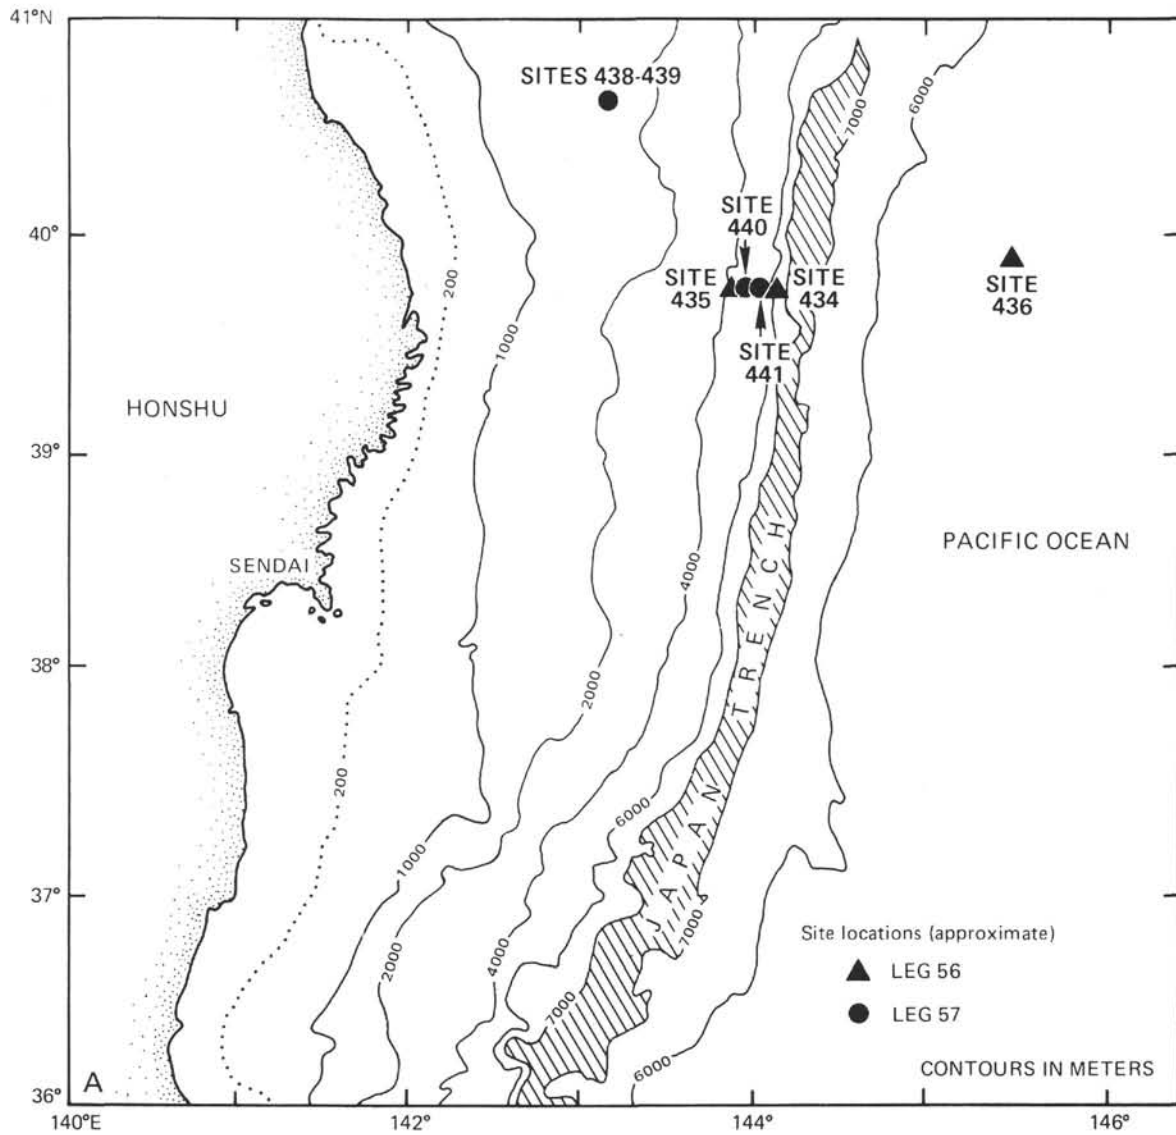 41°N
SITES 438-439
6000
7000
40°
SITE
440
200
SITE
435
SITE
434
SITE
436
1000
SITE
441
HONSHU
39°
PACIFIC OCEAN
SENDAI
4000
38°
2000
JAPAN TRENCH
200
6000
1000
37°
7000
2000
4000
7000
6000
Site locations (approximate)
LEG 56
LEG 57
CONTOURS IN METERS
A
36°
140°E
142°
144°
146°